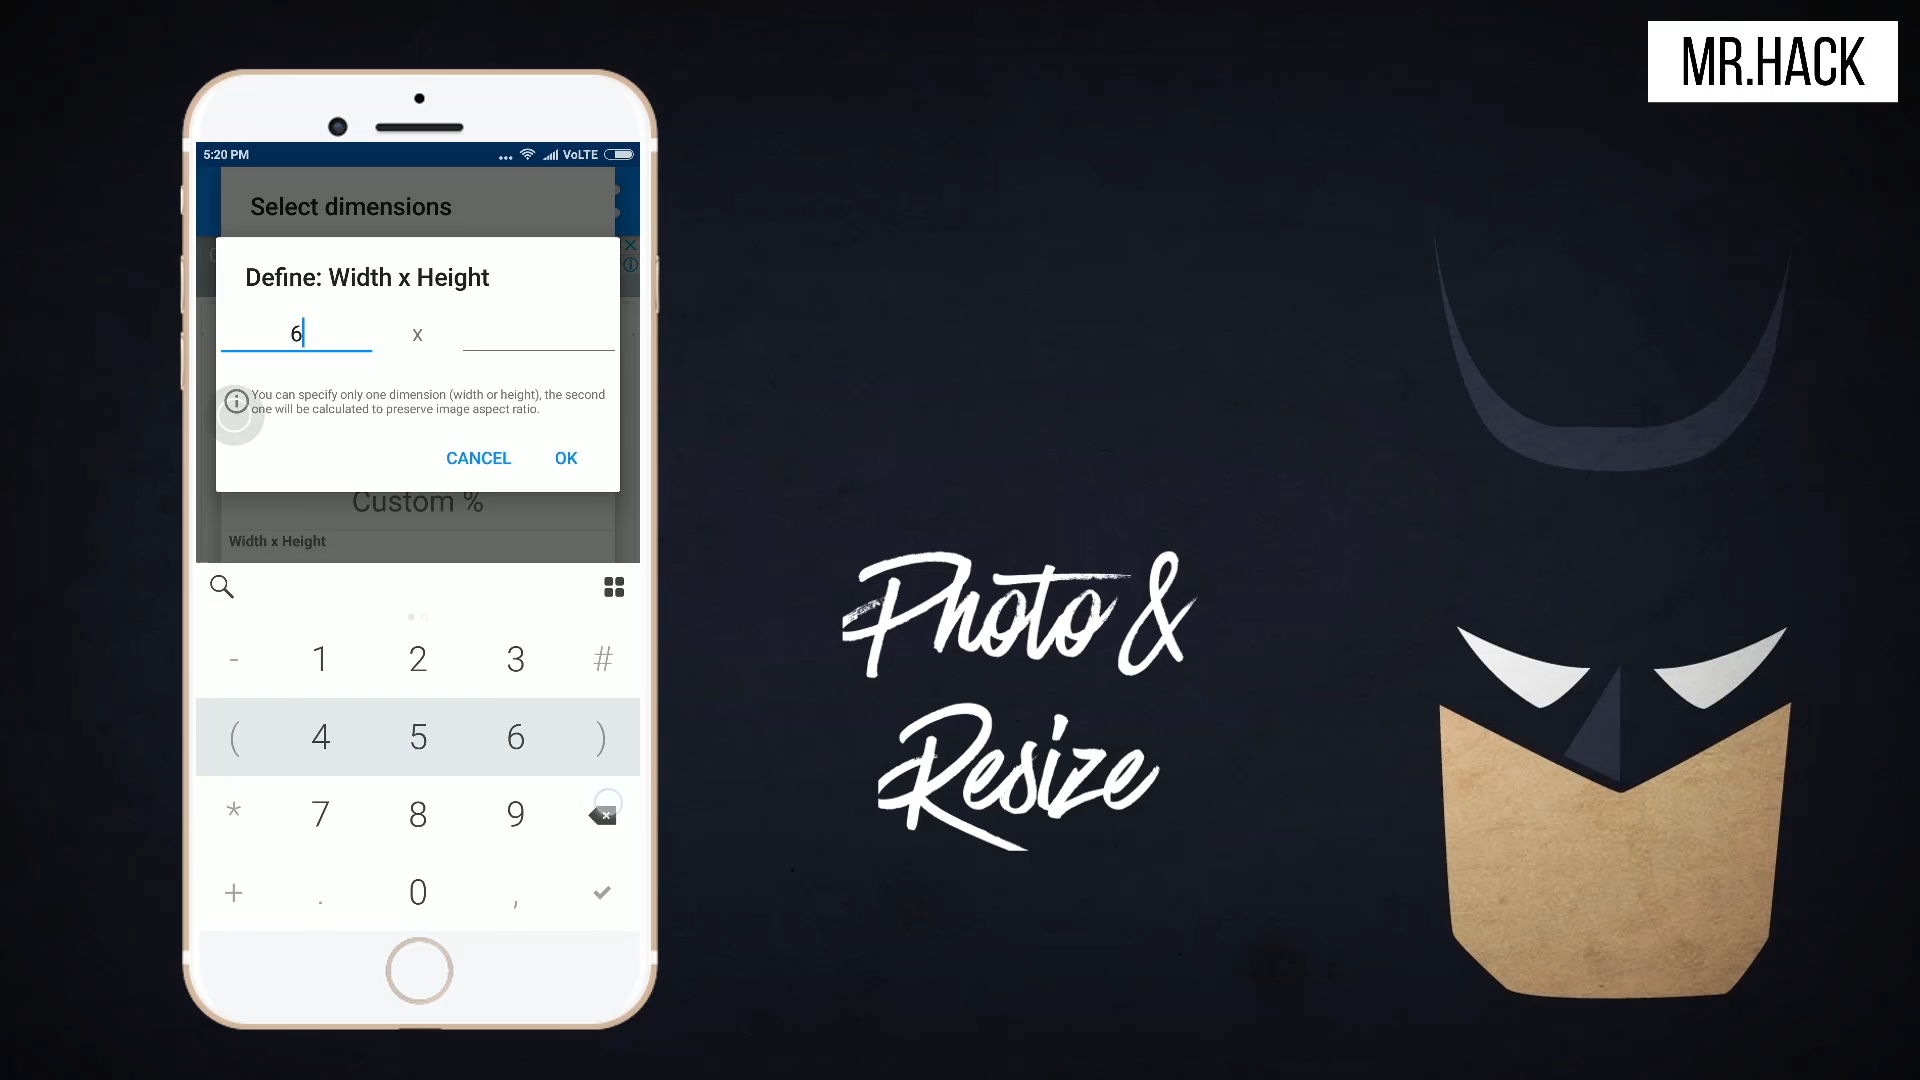 MR.HACK
5:20 PM
VoLTE
Select dimensions
Define: Width x Height
6 x
You can specify only one dimension (width or height), the second
one will be calculated to preserve image aspect ratio.
CANCEL OK
Custom %
Width x Height
- 1 2 3 #
( 4 5 6 )
* 7 8 9
+ . 0 ,
Photo &
Resize